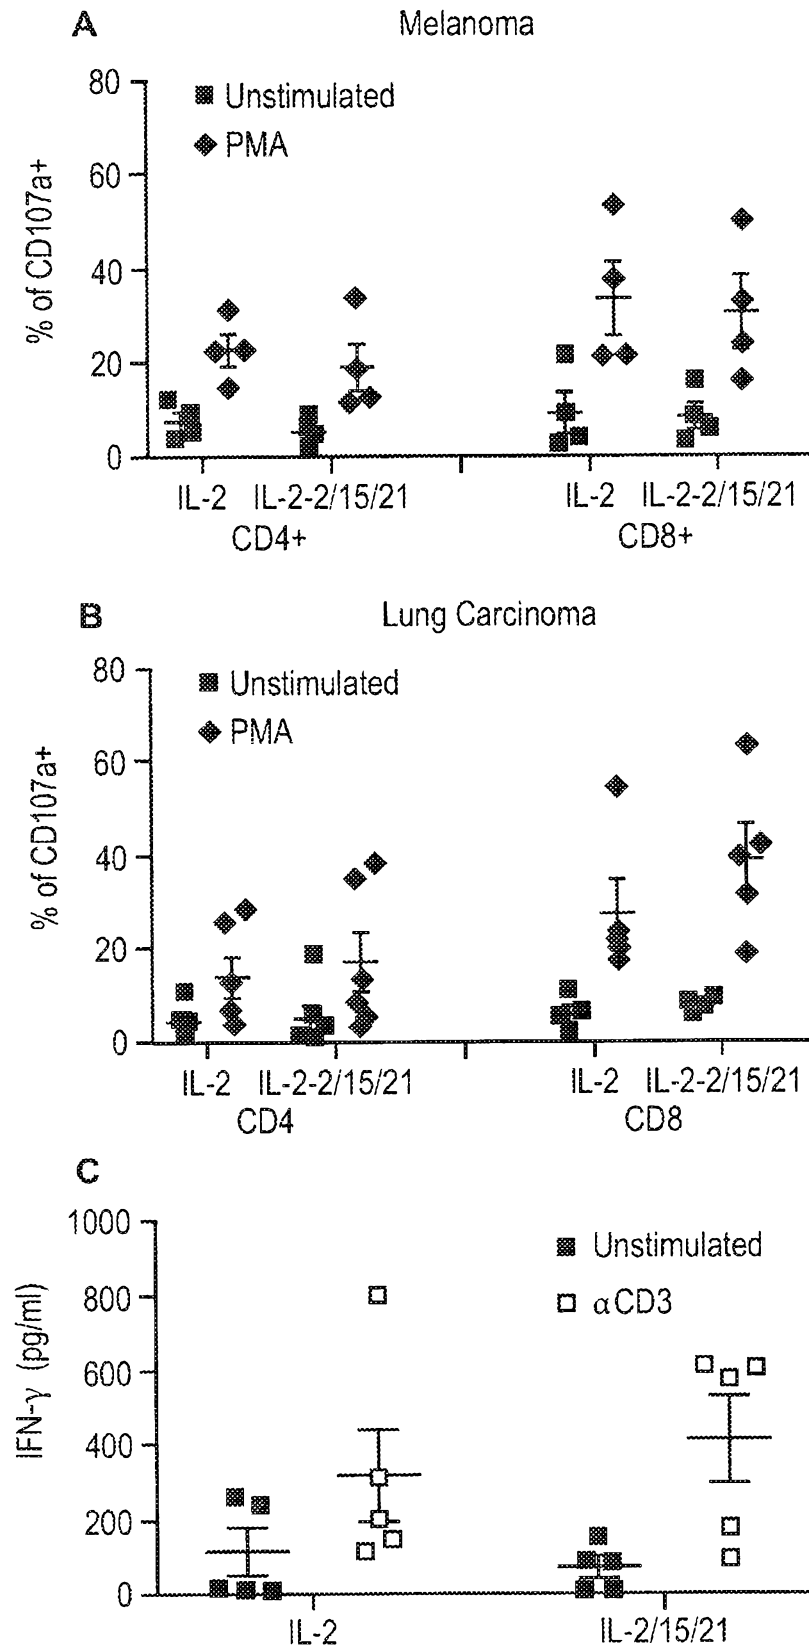 A Melanoma
80
60
40
20
0
% of CD107a+
Unstimulated
PMA
IL-2 IL-2-2/15/21 IL-2 IL-2-2/15/21
CD4+ CD8+
B Lung Carcinoma
80
60
40
20
0
% of CD107a+
Unstimulated
PMA
IL-2 IL-2-2/15/21 IL-2 IL-2-2/15/21
CD4 CD8
C
1000
800
600
400
200
0
IFN-γ (pg/ml)
Unstimulated
αCD3
IL-2 IL-2/15/21